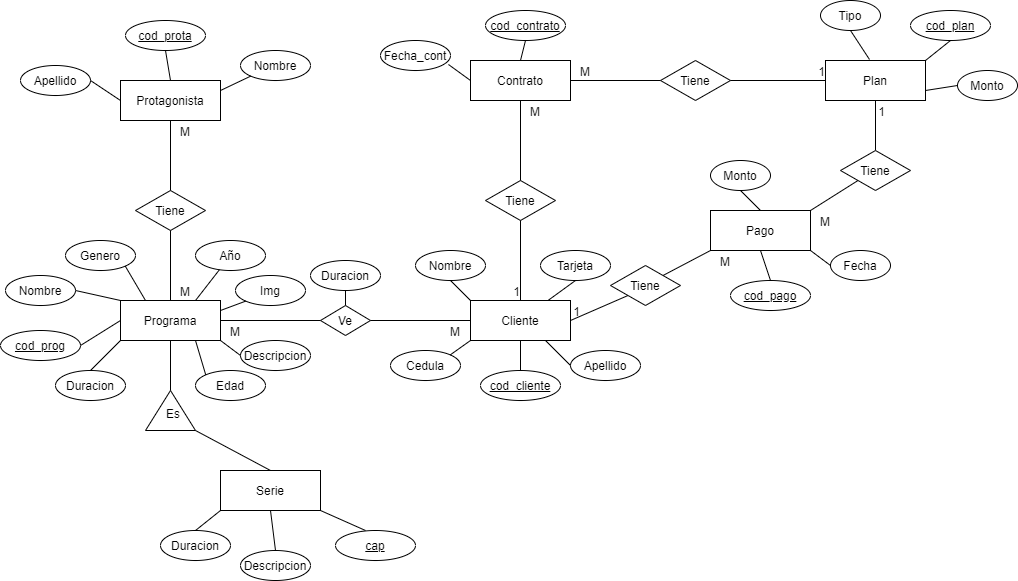 Tipo
cod_contrato
cod_plan
cod_prota
Fecha_cont
Nombre
Apellido
Contrato
M
Tiene
1
Plan
Monto
Protagonista
M
M
1
Tiene
Monto
Tiene
Tiene
M
Pago
Genero
Año
Nombre
Tarjeta
M
Fecha
Duracion
Tiene
Nombre
Img
cod_pago
M
1
1
Programa
M
Ve
M
Cliente
cod_prog
Descripcion
Cedula
Apellido
Duracion
Edad
cod_cliente
Es
Serie
Duracion
cap
Descripcion